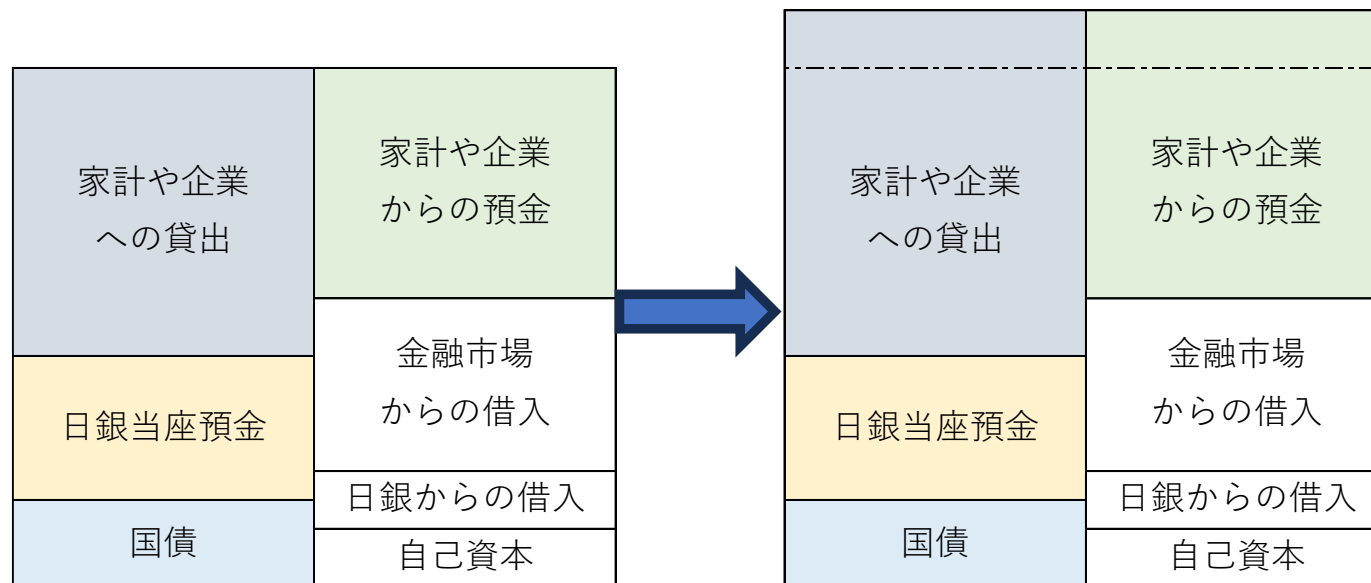 家計や企業
への貸出
日銀当座預金
国債
家計や企業
からの預金
金融市場
からの借入
日銀からの借入
自己資本
家計や企業
への貸出
日銀当座預金
国債
家計や企業
からの預金
金融市場
からの借入
日銀からの借入
自己資本